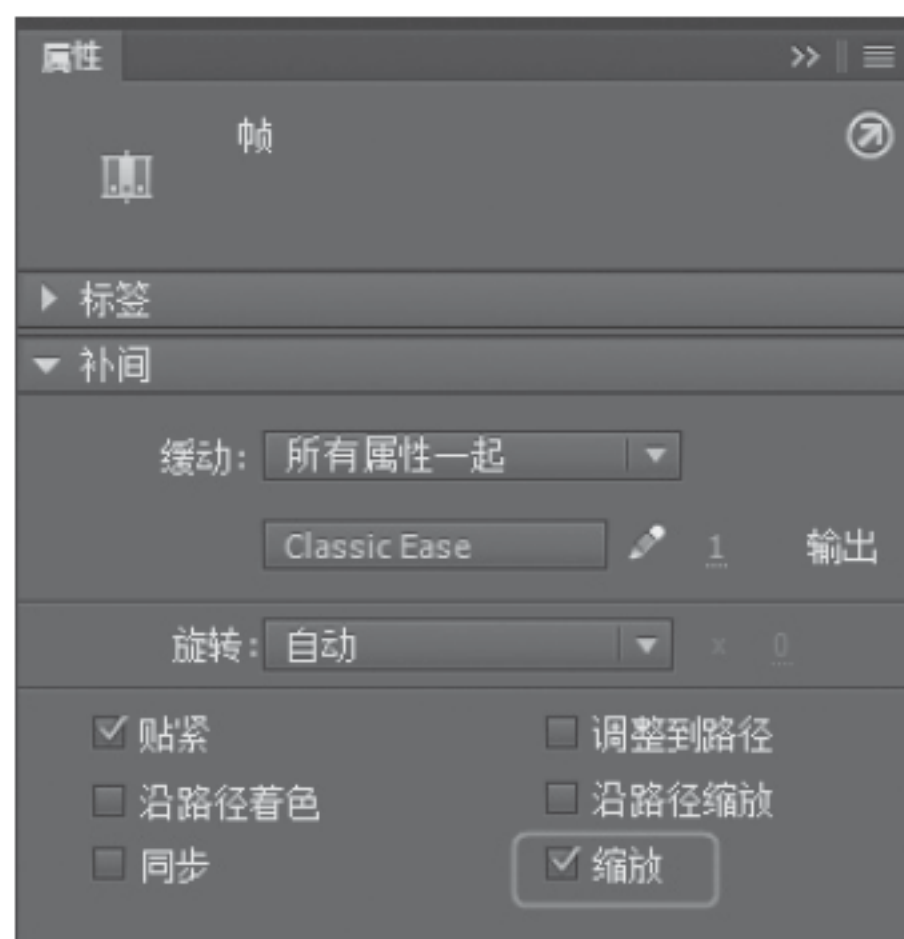 属性
帧
标签
补间
缓动: 所有属性一起
Classic Ease 1 输出
旋转: 自动 x 0
贴紧 调整到路径
沿路径着色 沿路径缩放
同步 缩放